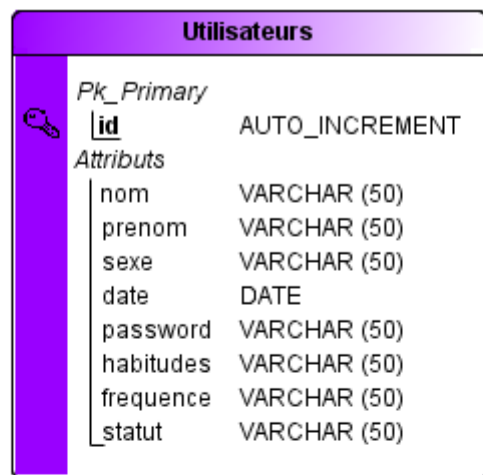 Utilisateurs
Pk_Primary
id AUTO_INCREMENT
Attributs
nom VARCHAR (50)
prenom VARCHAR (50)
sexe VARCHAR (50)
date DATE
password VARCHAR (50)
habitudes VARCHAR (50)
frequence VARCHAR (50)
statut VARCHAR (50)